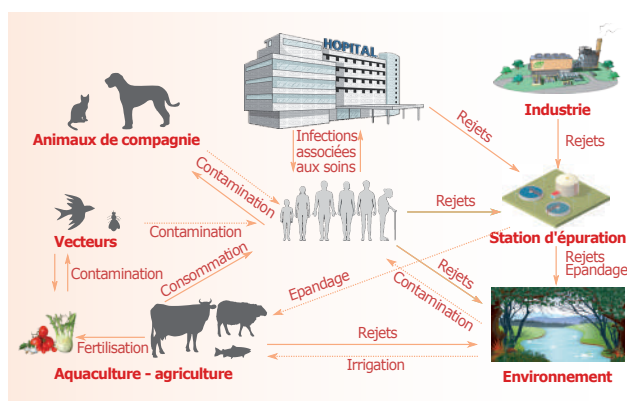 HOPITAL
Industrie
Animaux de compagnie
Infections
associées
aux soins
Rejets
Rejets
Contamination
Vecteurs
Contamination
Rejets
Station d'épuration
Contamination
Consommation
Epandage
Rejets
Contamination
Rejets
Epandage
Fertilisation
Rejets
Irrigation
Aquaculture - agriculture
Environnement